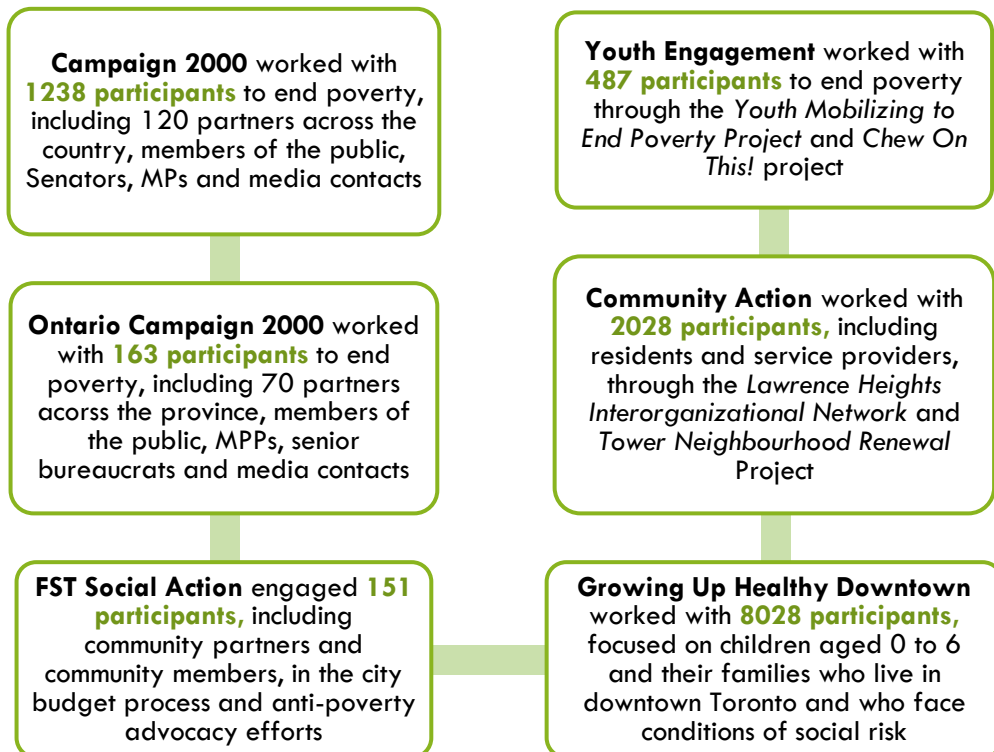 Campaign 2000 worked with
1238 participants to end poverty,
including 120 partners across the
country, members of the public,
Senators, MPs and media contacts
Ontario Campaign 2000 worked
with 163 participants to end
poverty, including 70 partners
acorss the province, members of
the public, MPPs, senior
bureaucrats and media contacts
FST Social Action engaged 151
participants, including
community partners and
community members, in the city
budget process and anti-poverty
advocacy efforts
Growing Up Healthy Downtown
worked with 8028 participants,
focused on children aged 0 to 6
and their families who live in
downtown Toronto and who face
conditions of social risk
Community Action worked with
2028 participants, including
residents and service providers,
through the Lawrence Heights
Interorganizational Network and
Tower Neighbourhood Renewal
Project
Youth Engagement worked with
487 participants to end poverty
through the Youth Mobilizing to
End Poverty Project and Chew On
This! project